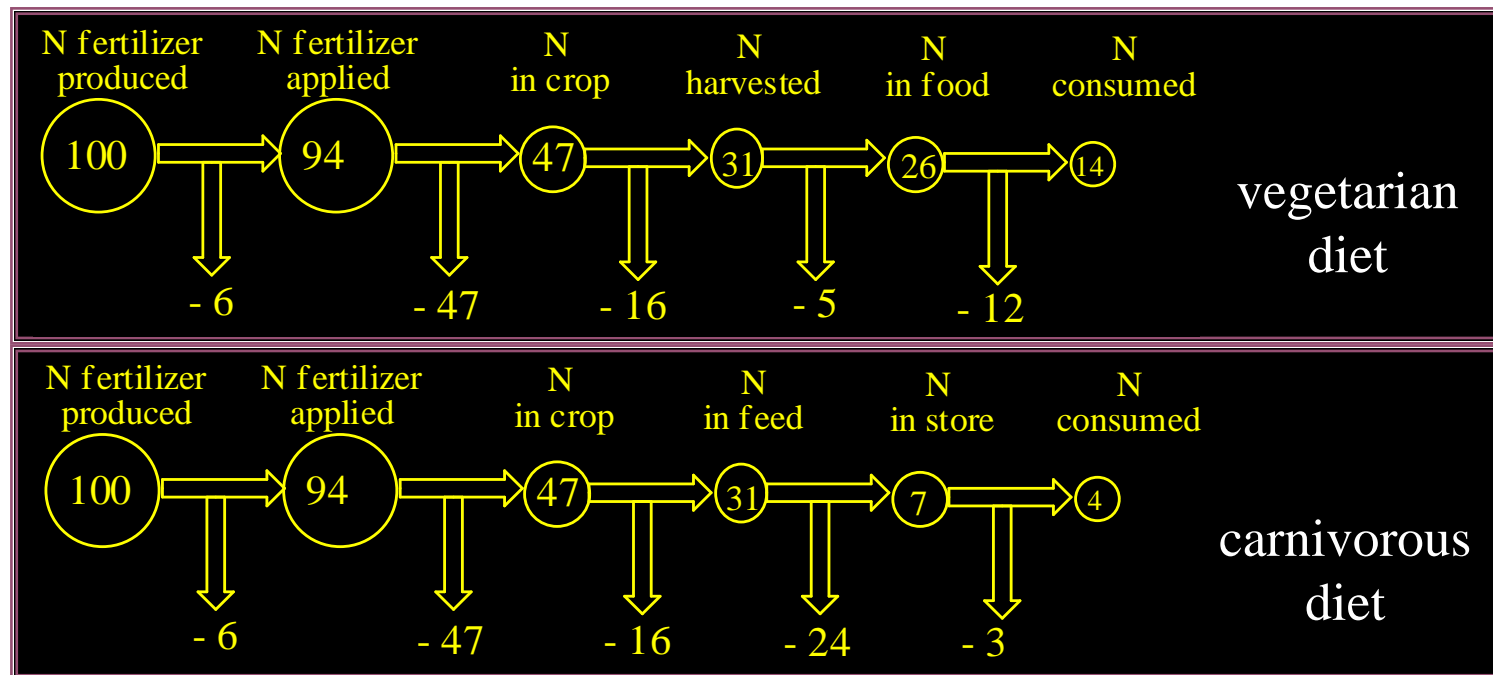 N fertilizer
produced
N fertilizer
applied
N
in crop
N
harvested
N
in food
N
consumed
100
94
47
31
26
14
- 6
- 47
- 16
- 5
- 12
vegetarian
diet
N fertilizer
produced
N fertilizer
applied
N
in crop
N
in feed
N
in store
N
consumed
100
94
47
31
7
4
- 6
- 47
- 16
- 24
- 3
carnivorous
diet